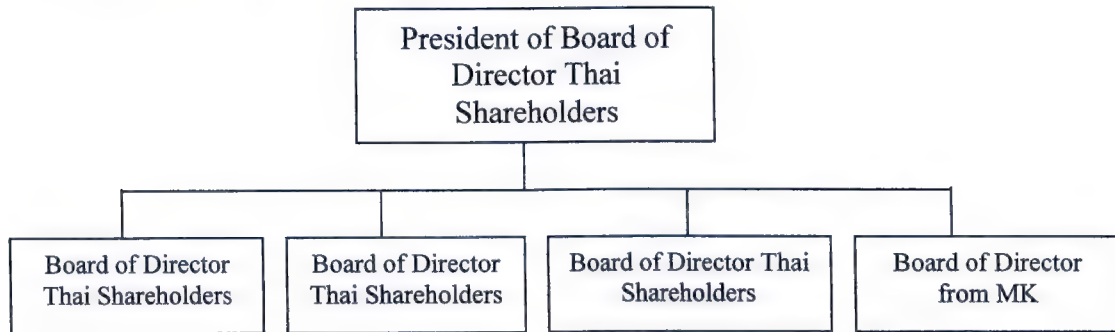 President of Board of
Director Thai
Shareholders
Board of Director
Thai Shareholders
Board of Director
Thai Shareholders
Board of Director Thai
Shareholders
Board of Director
from MK